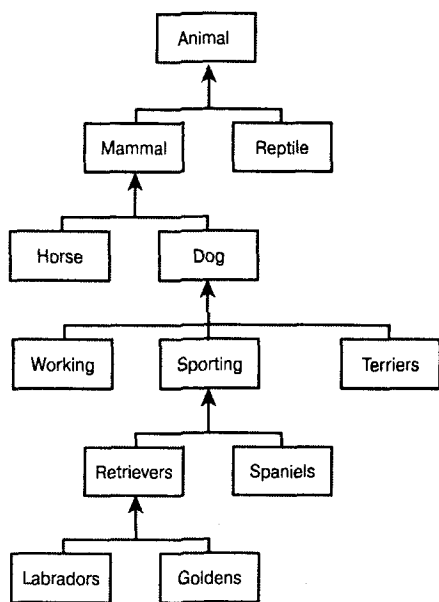 Animal
Mammal Reptile
Horse Dog
Working Sporting Terriers
Retrievers Spaniels
Labradors Goldens